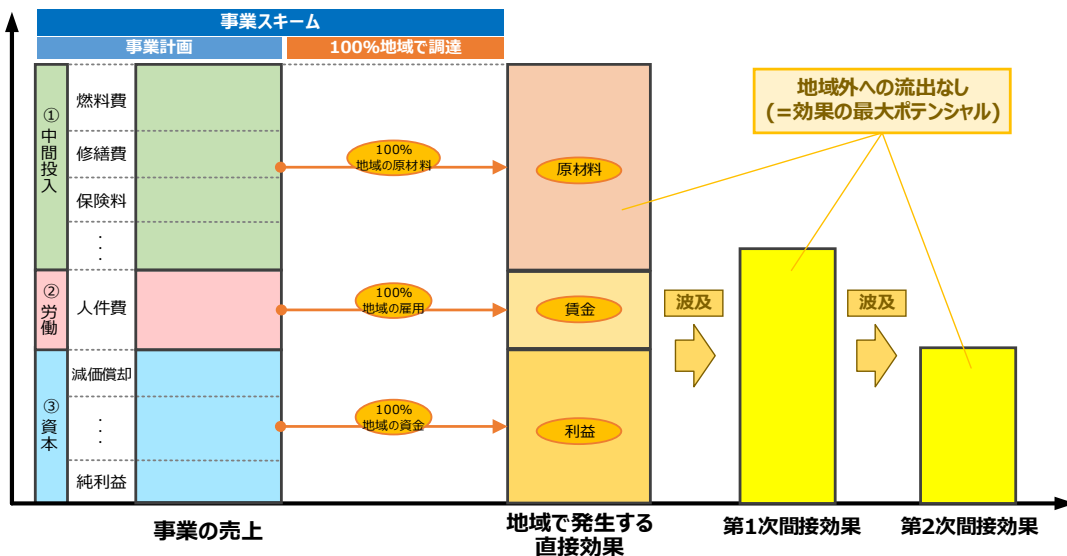 事業スキーム
事業計画
100%地域で調達
①中間投入
燃料費
修繕費
保険料
・・・
②労働
人件費
③資本
減価償却
・・・
純利益
100%
地域の原材料
100%
地域の雇用
100%
地域の資金
原材料
賃金
利益
地域外への流出なし
(=効果の最大ポテンシャル)
波及
波及
事業の売上
地域で発生する
直接効果
第1次間接効果
第2次間接効果